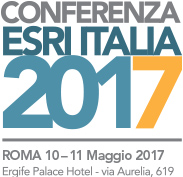 CONFERENZA
ESRI ITALIA
2017
ROMA 10–11 Maggio 2017
Ergife Palace Hotel - via Aurelia, 619